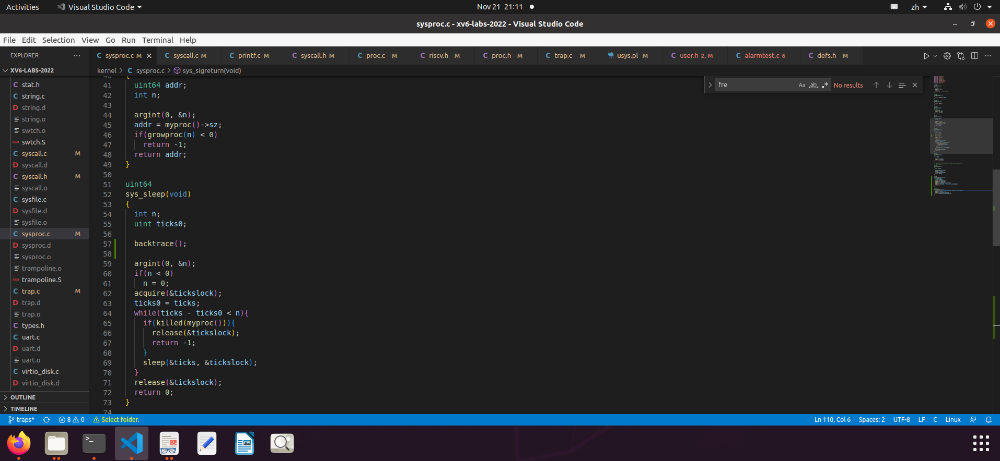 Activities
Visual Studio Code
Nov 21 21:11
zh
sysproc.c - xv6-labs-2022 - Visual Studio Code
File Edit Selection View Go Run Terminal Help
EXPLORER
sysproc.c M
syscall.c M
printf.c M
syscall.h M
proc.c M
riscv.h M
proc.h M
trap.c M
usys.pl M
user.h 2, M
alarmtest.c 6
defs.h M
XV6-LABS-2022
kernel > sysproc.c > sys_sigreturn(void)
fre
Aa
ab
No results
stat.h
string.c
string.d
string.o
swtch.o
ASM swtch.S
syscall.c M
syscall.d
syscall.h M
syscall.o
sysfile.c
sysfile.d
sysfile.o
sysproc.c M
sysproc.d
sysproc.o
trampoline.o
ASM trampoline.S
trap.c M
trap.d
trap.o
types.h
uart.c
uart.d
uart.o
virtio_disk.c
virtio_disk.d
OUTLINE
TIMELINE
40 {
41 uint64 addr;
42 int n;
43
44 argint(0, &n);
45 addr = myproc()->sz;
46 if(growproc(n) < 0)
47 return -1;
48 return addr;
49 }
50
51 uint64
52 sys_sleep(void)
53 {
54 int n;
55 uint ticks0;
56
57 backtrace();
58
59 argint(0, &n);
60 if(n < 0)
61 n = 0;
62 acquire(&tickslock);
63 ticks0 = ticks;
64 while(ticks - ticks0 < n){
65 if(killed(myproc())){
66 release(&tickslock);
67 return -1;
68 }
69 sleep(&ticks, &tickslock);
70 }
71 release(&tickslock);
72 return 0;
73 }
74
traps*
8
0
Select folder.
Ln 110, Col 6
Spaces: 2
UTF-8
LF
C
Linux